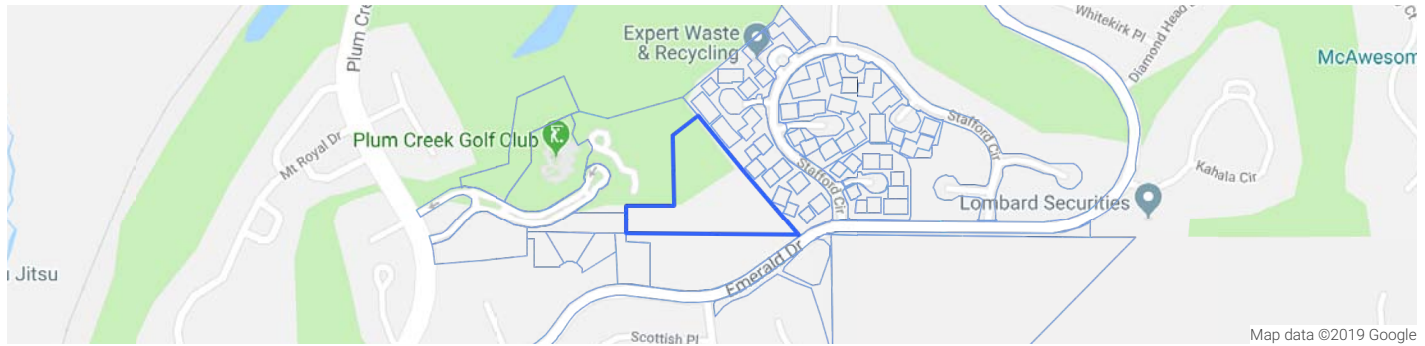 Whitekirk Pl
Diamond Head
Expert Waste
& Recycling
McAwesom
Plum Cre
Plum Creek Golf Club
Mt Royal Dr
Stafford Cir
Stafford Cir
Kahala Cir
Lombard Securities
Emerald Dr
Jitsu
Scottish Pl
Map data ©2019 Google